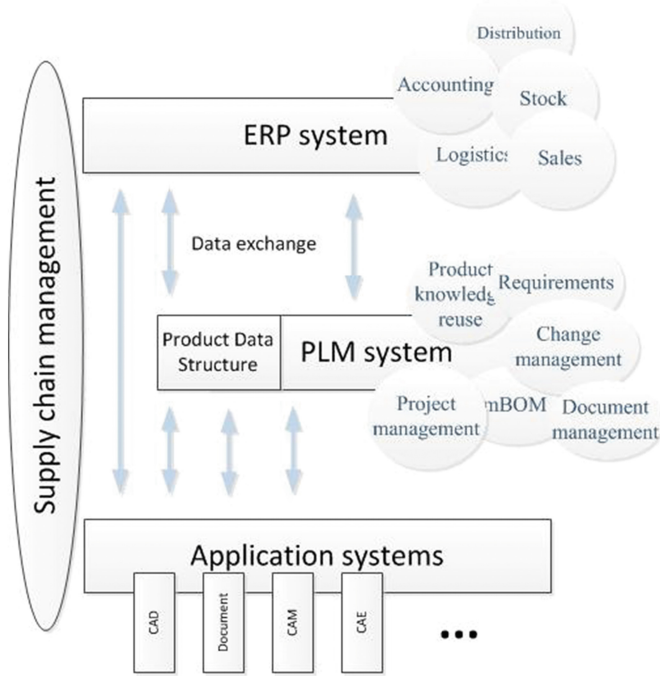 Distribution
Accounting
Stock
ERP system
Logistics
Sales
Supply chain management
Data exchange
Product
knowledge
reuse
Requirements
Product Data
Structure
PLM system
Change
management
Project
management
mBOM
Document
management
Application systems
CAD
Document
CAM
CAE
...